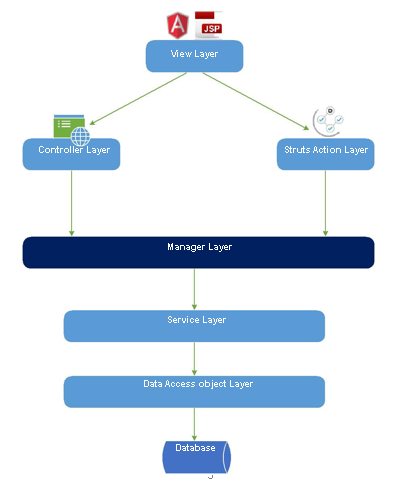 JSP
View Layer
Controller Layer
Struts Action Layer
Manager Layer
Service Layer
Data Access object Layer
Database